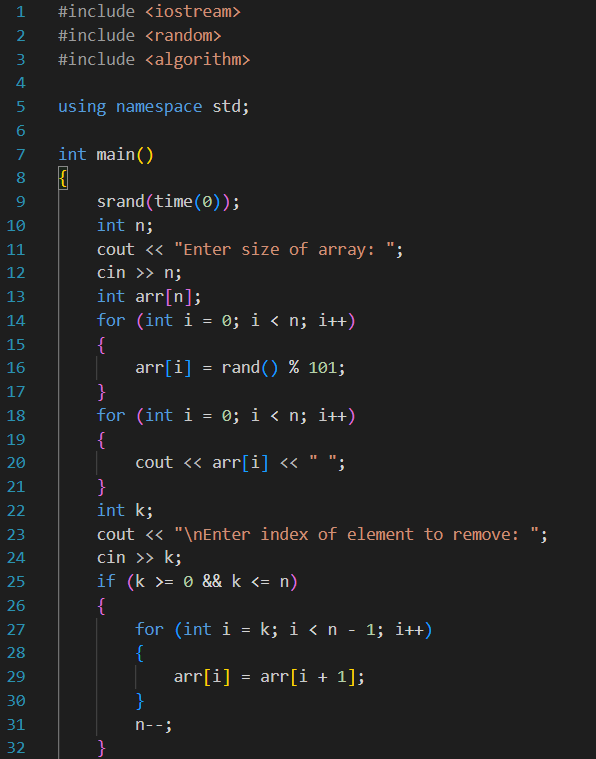 1 #include <iostream>
2 #include <random>
3 #include <algorithm>
4
5 using namespace std;
6
7 int main()
8 {
9     srand(time(0));
10     int n;
11     cout << "Enter size of array: ";
12     cin >> n;
13     int arr[n];
14     for (int i = 0; i < n; i++)
15     {
16         arr[i] = rand() % 101;
17     }
18     for (int i = 0; i < n; i++)
19     {
20         cout << arr[i] << " ";
21     }
22     int k;
23     cout << "\nEnter index of element to remove: ";
24     cin >> k;
25     if (k >= 0 && k <= n)
26     {
27         for (int i = k; i < n - 1; i++)
28         {
29             arr[i] = arr[i + 1];
30         }
31         n--;
32     }